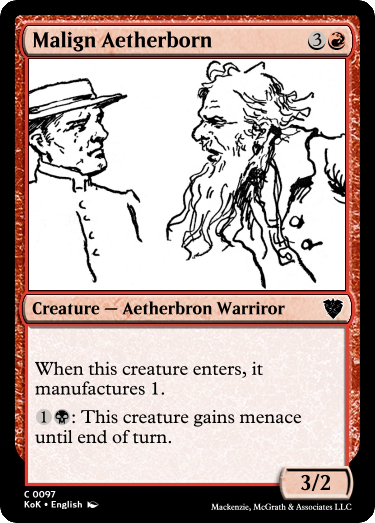 Malign Aetherborn 3
Creature — Aetherbron Warriror
When this creature enters, it
manufactures 1.
1: This creature gains menace
until end of turn.
3/2
C 0097
KoK • English
Mackenzie, McGrath & Associates LLC